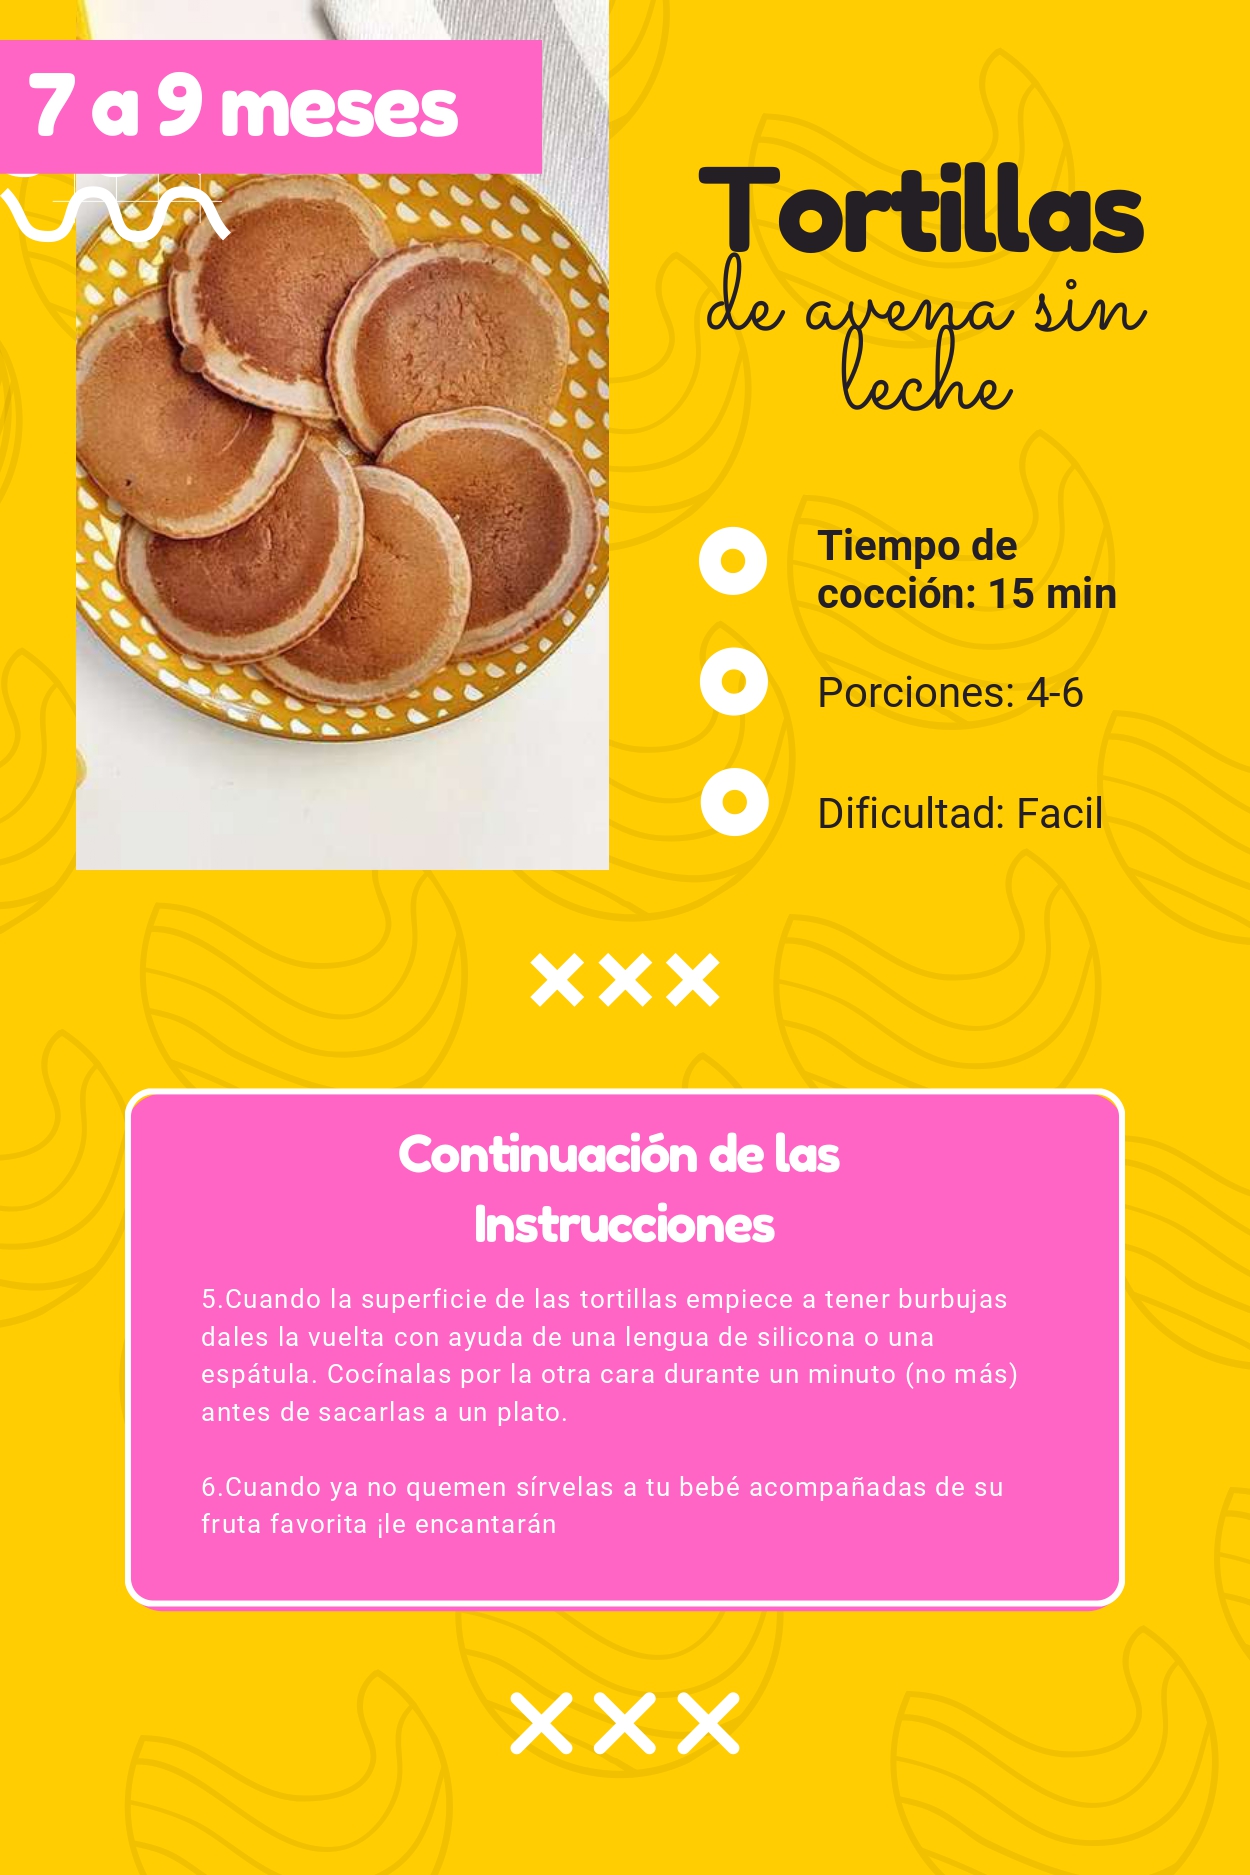 7 a 9 meses
Tortillas
de avena sin
leche
Tiempo de
cocción: 15 min
Porciones: 4-6
Dificultad: Facil
Continuación de las
Instrucciones
5.Cuando la superficie de las tortillas empiece a tener burbujas
dales la vuelta con ayuda de una lengua de silicona o una
espátula. Cocínalas por la otra cara durante un minuto (no más)
antes de sacarlas a un plato.
6.Cuando ya no quemen sírvelas a tu bebé acompañadas de su
fruta favorita ¡le encantarán